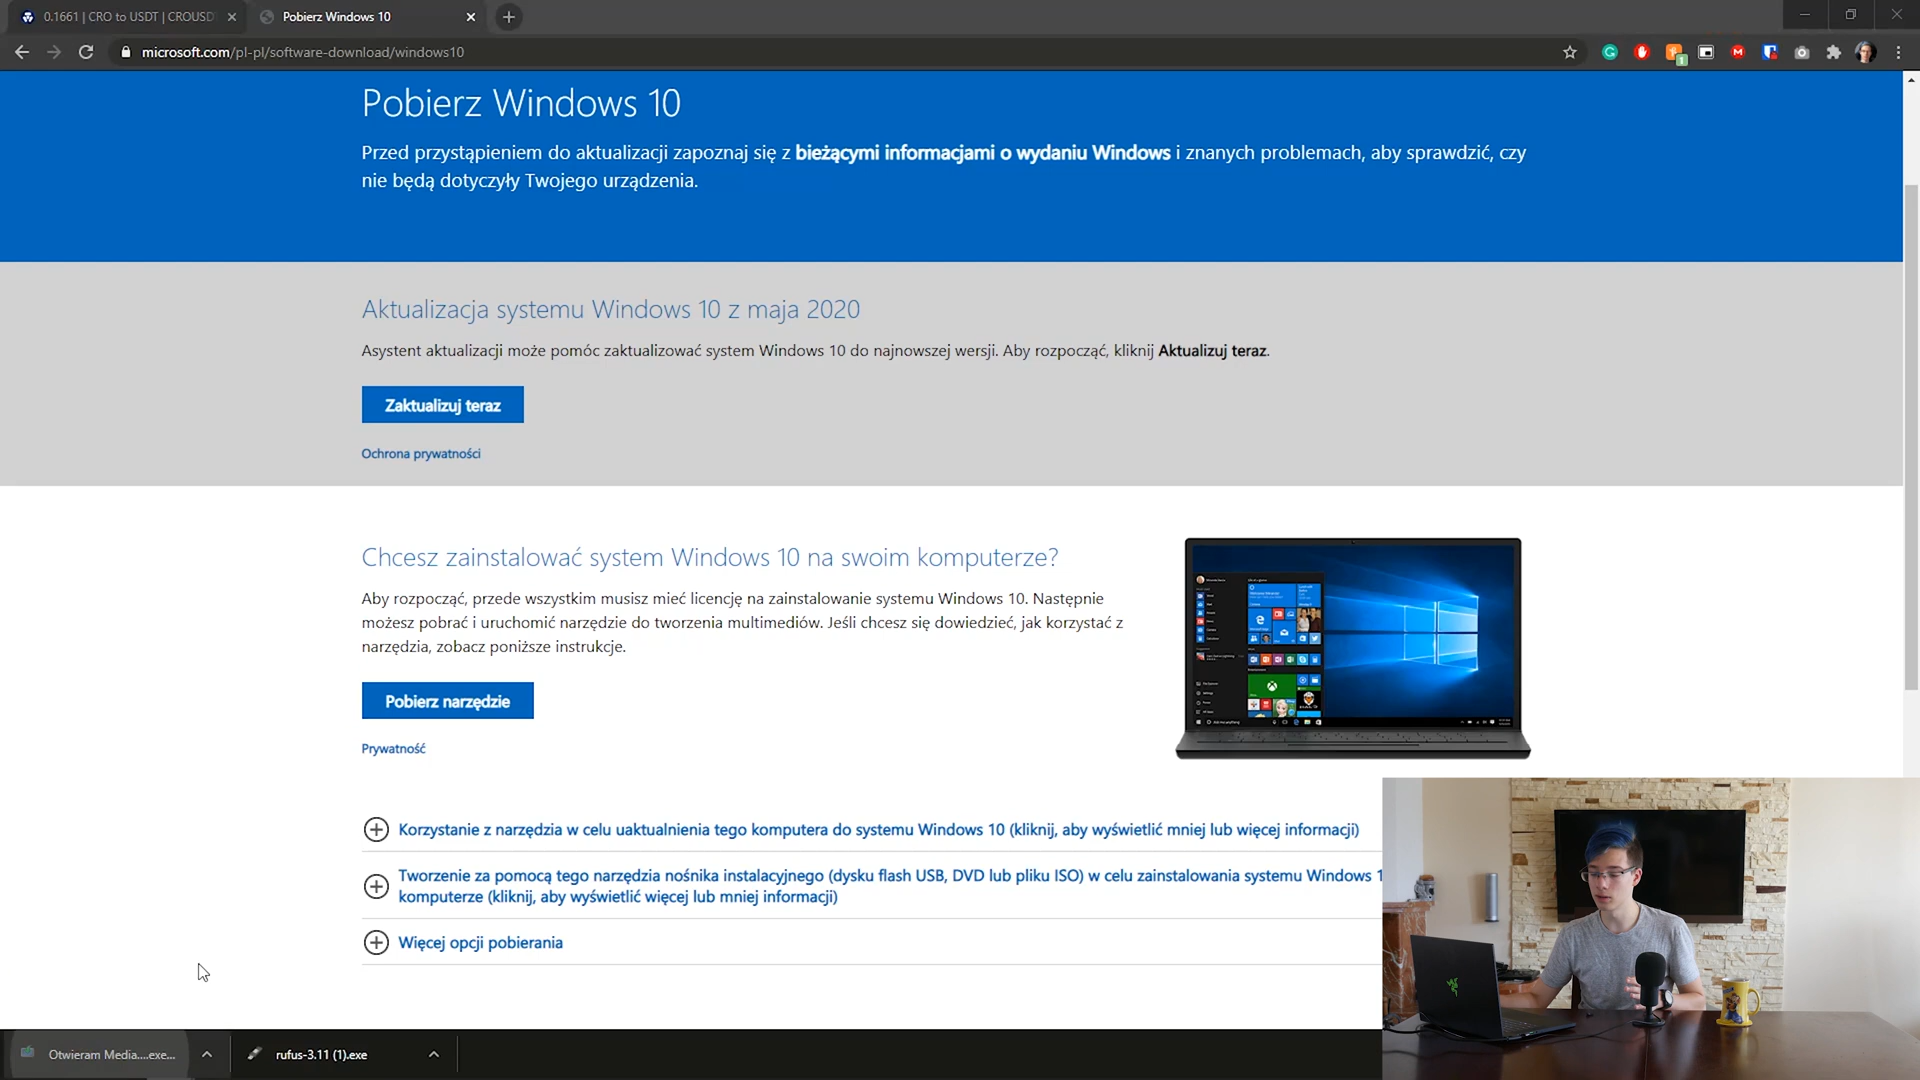 0.1661 | CRO to USDT | CROUSD
Pobierz Windows 10
microsoft.com/pl-pl/software-download/windows10
1
Pobierz Windows 10
Przed przystąpieniem do aktualizacji zapoznaj się z bieżącymi informacjami o wydaniu Windows i znanych problemach, aby sprawdzić, czy
nie będą dotyczyły Twojego urządzenia.
Aktualizacja systemu Windows 10 z maja 2020
Asystent aktualizacji może pomóc zaktualizować system Windows 10 do najnowszej wersji. Aby rozpocząć, kliknij Aktualizuj teraz.
Zaktualizuj teraz
Ochrona prywatności
Chcesz zainstalować system Windows 10 na swoim komputerze?
Aby rozpocząć, przede wszystkim musisz mieć licencję na zainstalowanie systemu Windows 10. Następnie
możesz pobrać i uruchomić narzędzie do tworzenia multimediów. Jeśli chcesz się dowiedzieć, jak korzystać z
narzędzia, zobacz poniższe instrukcje.
Pobierz narzędzie
Prywatność
Korzystanie z narzędzia w celu uaktualnienia tego komputera do systemu Windows 10 (kliknij, aby wyświetlić mniej lub więcej informacji)
Tworzenie za pomocą tego narzędzia nośnika instalacyjnego (dysku flash USB, DVD lub pliku ISO) w celu zainstalowania systemu Windows 1
komputerze (kliknij, aby wyświetlić więcej lub mniej informacji)
Więcej opcji pobierania
Otwieram Media....exe...
rufus-3.11 (1).exe